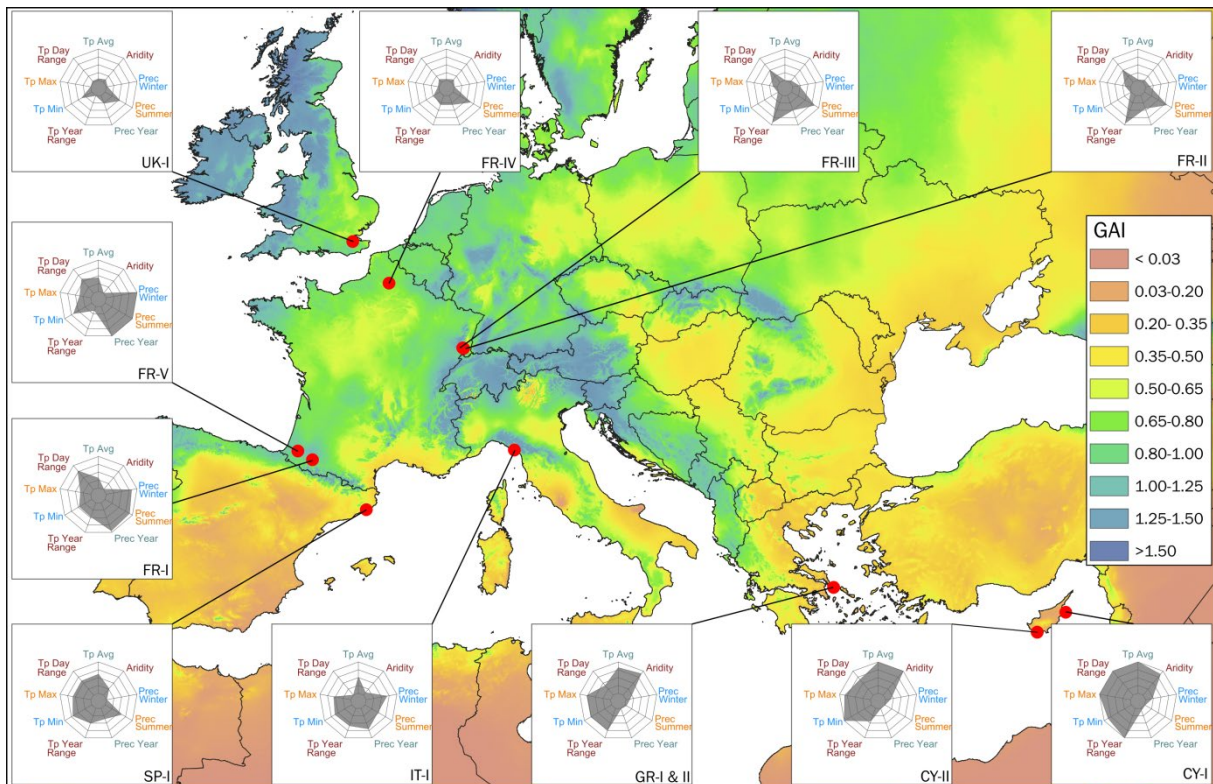 Tp Avg
Tp Day
Range
Aridity
Tp Max
Prec
Winter
Tp Min
Prec
Summer
Tp Year
Range
Prec Year
UK-I
Tp Avg
Tp Day
Range
Aridity
Tp Max
Prec
Winter
Tp Min
Prec
Summer
Tp Year
Range
Prec Year
FR-IV
Tp Avg
Tp Day
Range
Aridity
Tp Max
Prec
Winter
Tp Min
Prec
Summer
Tp Year
Range
Prec Year
FR-III
Tp Avg
Tp Day
Range
Aridity
Tp Max
Prec
Winter
Tp Min
Prec
Summer
Tp Year
Range
Prec Year
FR-II
Tp Avg
Tp Day
Range
Aridity
Tp Max
Prec
Winter
Tp Min
Prec
Summer
Tp Year
Range
Prec Year
FR-V
GAI
< 0.03
0.03-0.20
0.20- 0.35
0.35-0.50
0.50-0.65
0.65-0.80
0.80-1.00
1.00-1.25
1.25-1.50
>1.50
Tp Avg
Tp Day
Range
Aridity
Tp Max
Prec
Winter
Tp Min
Prec
Summer
Tp Year
Range
Prec Year
FR-I
Tp Avg
Tp Day
Range
Aridity
Tp Max
Prec
Winter
Tp Min
Prec
Summer
Tp Year
Range
Prec Year
SP-I
Tp Avg
Tp Day
Range
Aridity
Tp Max
Prec
Winter
Tp Min
Prec
Summer
Tp Year
Range
Prec Year
IT-I
Tp Avg
Tp Day
Range
Aridity
Tp Max
Prec
Winter
Tp Min
Prec
Summer
Tp Year
Range
Prec Year
GR-I & II
Tp Avg
Tp Day
Range
Aridity
Tp Max
Prec
Winter
Tp Min
Prec
Summer
Tp Year
Range
Prec Year
CY-II
Tp Avg
Tp Day
Range
Aridity
Tp Max
Prec
Winter
Tp Min
Prec
Summer
Tp Year
Range
Prec Year
CY-I